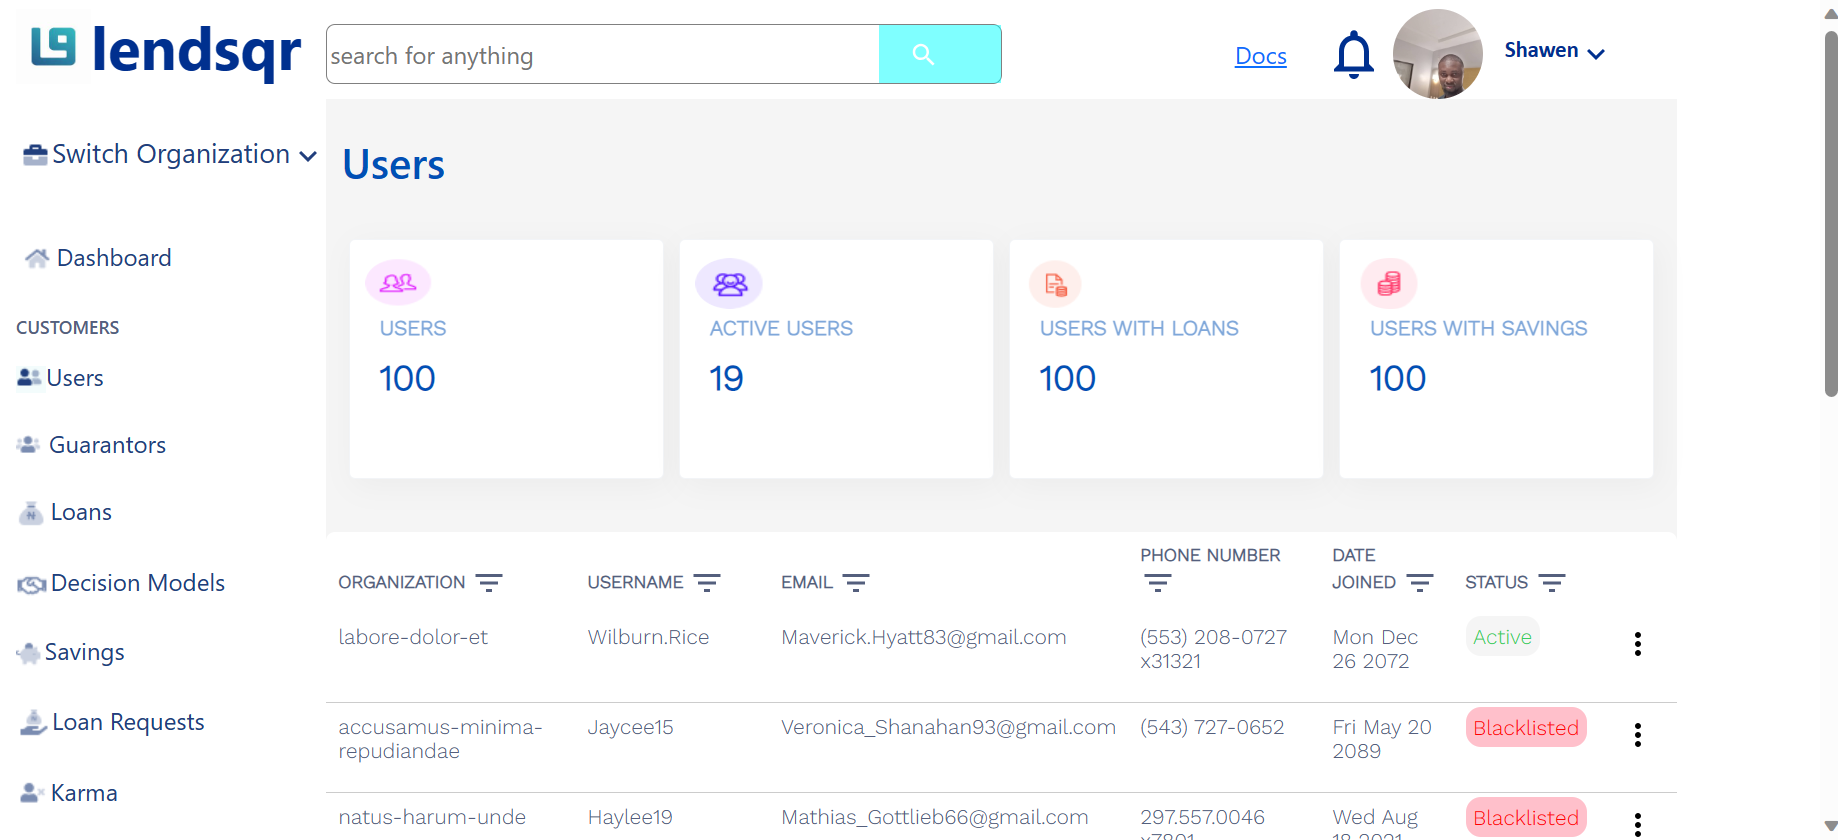 lendsqr
search for anything
Docs
Shawen
Switch Organization
Users
Dashboard
USERS
100
ACTIVE USERS
19
USERS WITH LOANS
100
USERS WITH SAVINGS
100
CUSTOMERS
Users
Guarantors
Loans
Decision Models
Savings
Loan Requests
Karma
ORGANIZATION
USERNAME
EMAIL
PHONE NUMBER
DATE
JOINED
STATUS
labore-dolor-et
Wilburn.Rice
Maverick.Hyatt83@gmail.com
(553) 208-0727
x31321
Mon Dec
26 2072
Active
accusamus-minima-
repudiandae
Jaycee15
Veronica_Shanahan93@gmail.com
(543) 727-0652
Fri May 20
2089
Blacklisted
natus-harum-unde
Haylee19
Mathias_Gottlieb66@gmail.com
297.557.0046
Wed Aug
Blacklisted